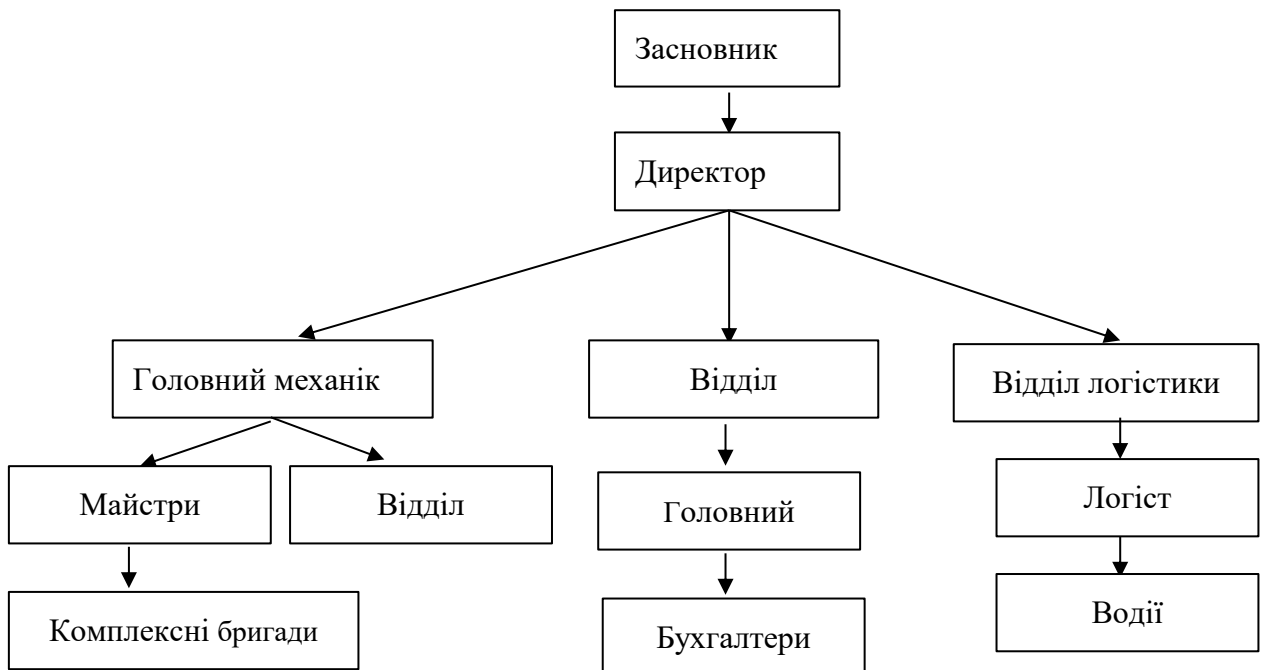 Засновник
Директор
Головний механік
Відділ
Відділ логістики
Майстри
Відділ
Головний
Логіст
Комплексні бригади
Бухгалтери
Водії